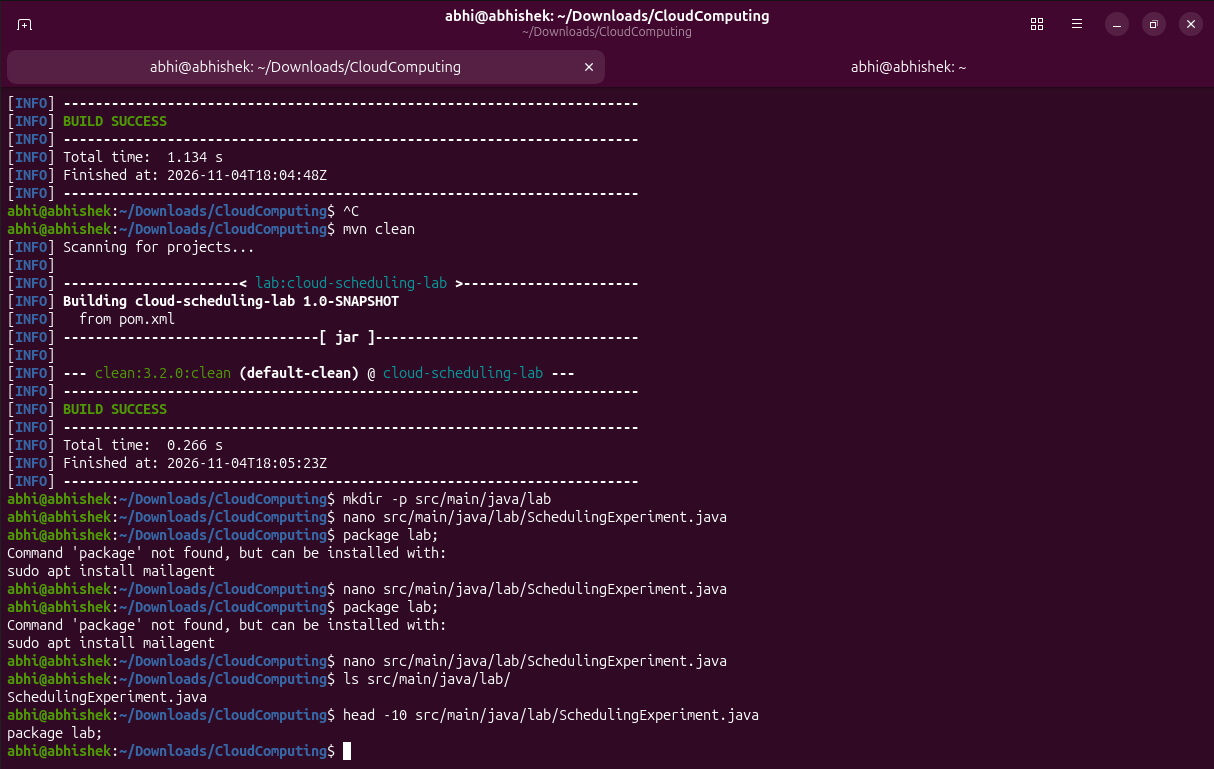 abhi@abhishek: ~/Downloads/CloudComputing
~/Downloads/CloudComputing
abhi@abhishek: ~/Downloads/CloudComputing
abhi@abhishek: ~
[INFO] ------------------------------------------------------------------------
[INFO] BUILD SUCCESS
[INFO] ------------------------------------------------------------------------
[INFO] Total time:  1.134 s
[INFO] Finished at: 2026-11-04T18:04:48Z
[INFO] ------------------------------------------------------------------------
abhi@abhishek:~/Downloads/CloudComputing$ ^C
abhi@abhishek:~/Downloads/CloudComputing$ mvn clean
[INFO] Scanning for projects...
[INFO]
[INFO] ----------------------< lab:cloud-scheduling-lab >----------------------
[INFO] Building cloud-scheduling-lab 1.0-SNAPSHOT
[INFO]   from pom.xml
[INFO] --------------------------------[ jar ]---------------------------------
[INFO]
[INFO] --- clean:3.2.0:clean (default-clean) @ cloud-scheduling-lab ---
[INFO] ------------------------------------------------------------------------
[INFO] BUILD SUCCESS
[INFO] ------------------------------------------------------------------------
[INFO] Total time:  0.266 s
[INFO] Finished at: 2026-11-04T18:05:23Z
[INFO] ------------------------------------------------------------------------
abhi@abhishek:~/Downloads/CloudComputing$ mkdir -p src/main/java/lab
abhi@abhishek:~/Downloads/CloudComputing$ nano src/main/java/lab/SchedulingExperiment.java
abhi@abhishek:~/Downloads/CloudComputing$ package lab;
Command 'package' not found, but can be installed with:
sudo apt install mailagent
abhi@abhishek:~/Downloads/CloudComputing$ nano src/main/java/lab/SchedulingExperiment.java
abhi@abhishek:~/Downloads/CloudComputing$ package lab;
Command 'package' not found, but can be installed with:
sudo apt install mailagent
abhi@abhishek:~/Downloads/CloudComputing$ nano src/main/java/lab/SchedulingExperiment.java
abhi@abhishek:~/Downloads/CloudComputing$ ls src/main/java/lab/
SchedulingExperiment.java
abhi@abhishek:~/Downloads/CloudComputing$ head -10 src/main/java/lab/SchedulingExperiment.java
package lab;
abhi@abhishek:~/Downloads/CloudComputing$